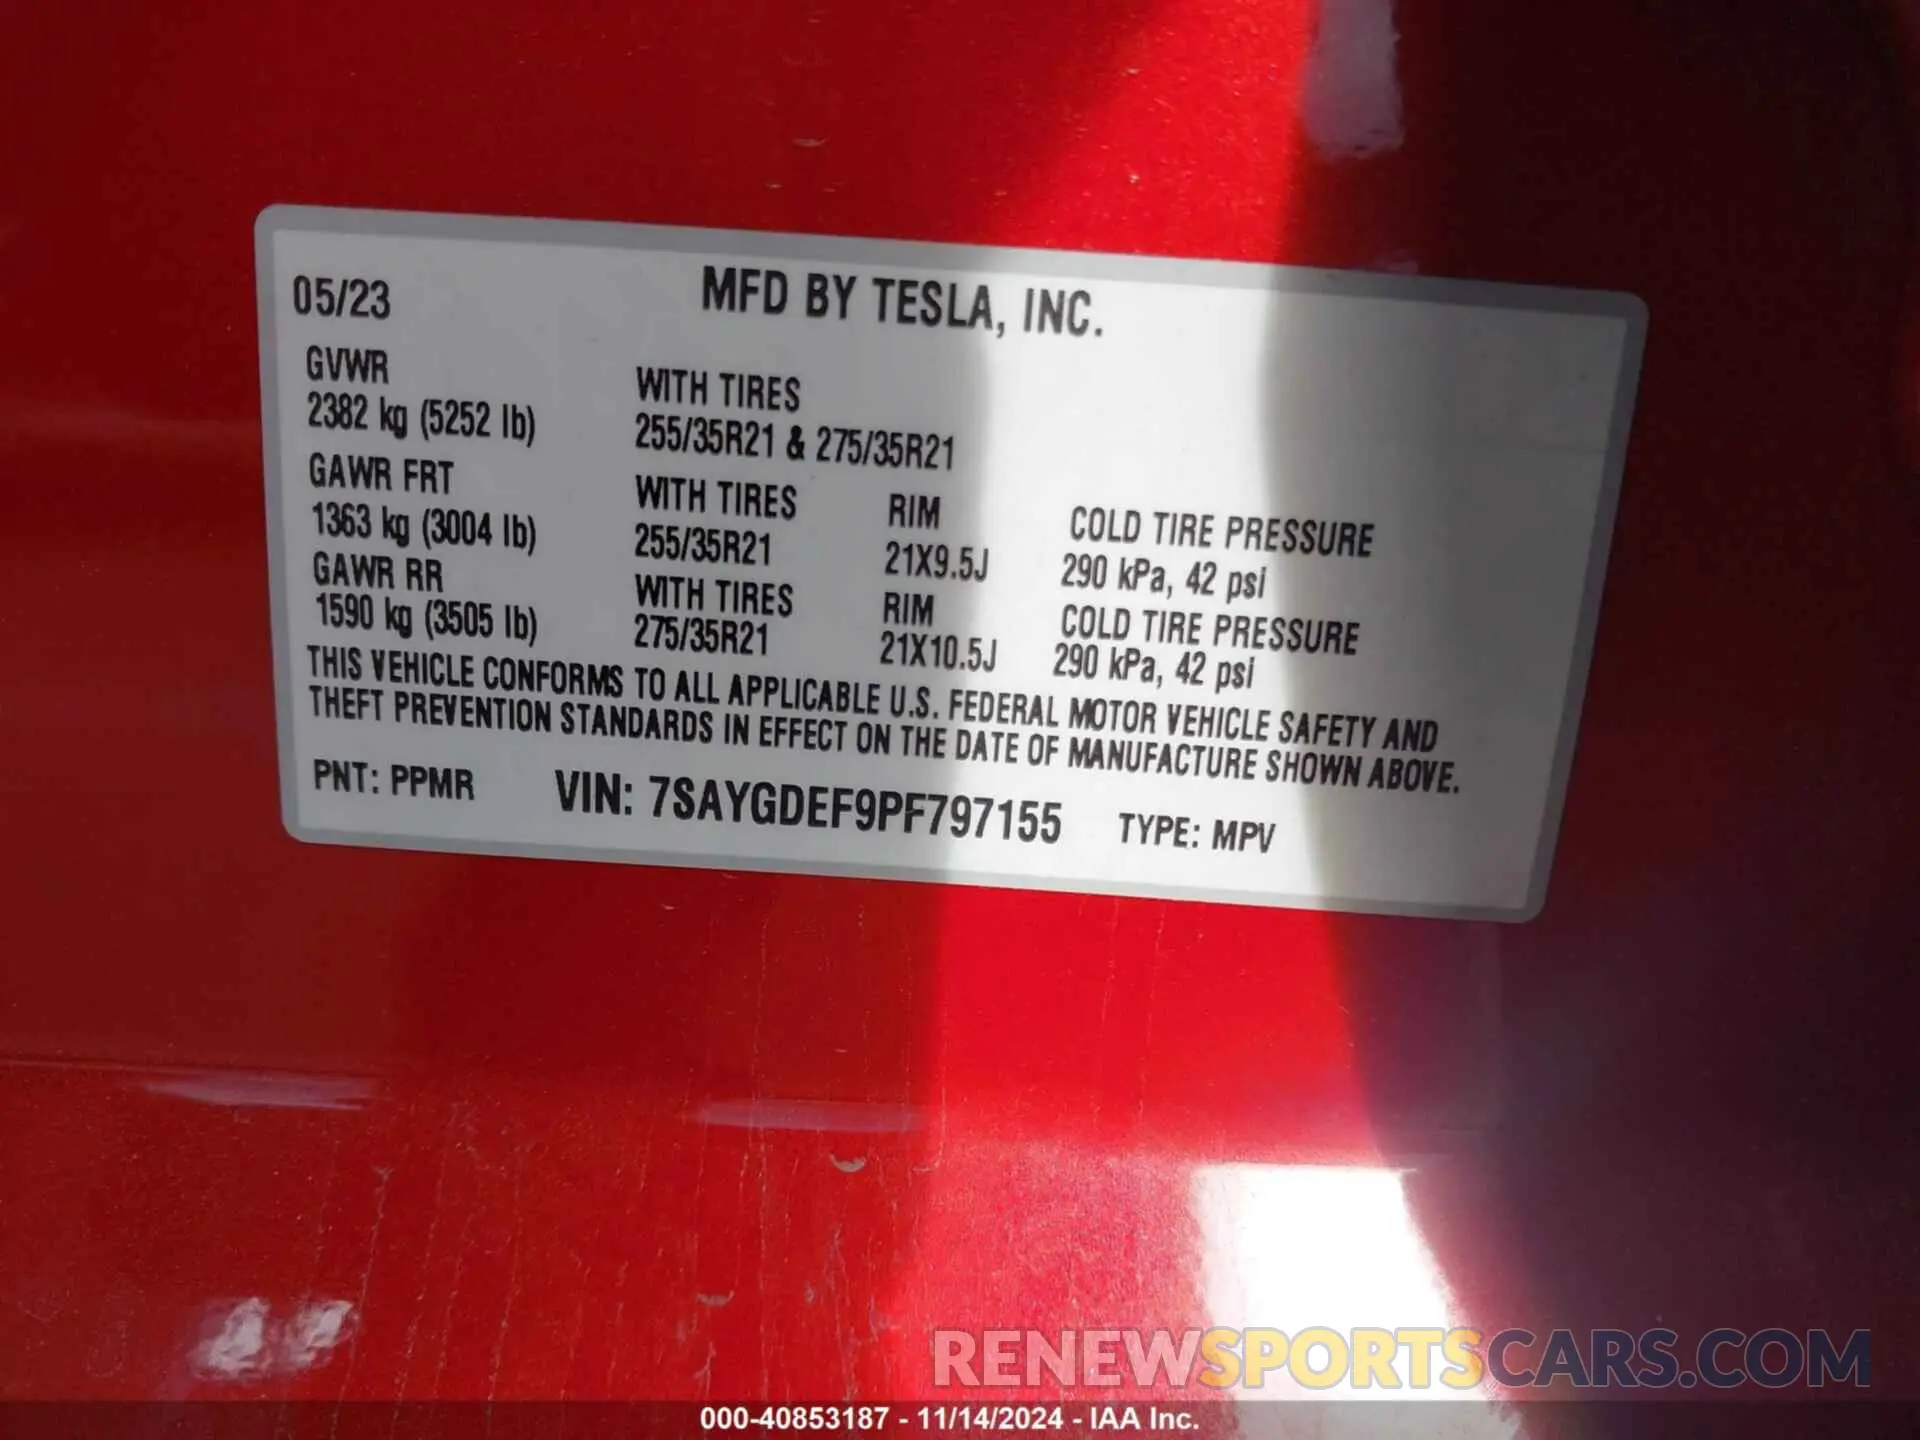 05/23 MFD BY TESLA, INC.
GVWR WITH TIRES
2382 kg (5252 lb) 255/35R21 & 275/35R21
GAWR FRT WITH TIRES RIM COLD TIRE PRESSURE
1363 kg (3004 lb) 255/35R21 21X9.5J 290 kPa, 42 psi
GAWR RR WITH TIRES RIM COLD TIRE PRESSURE
1590 kg (3505 lb) 275/35R21 21X10.5J 290 kPa, 42 psi
THIS VEHICLE CONFORMS TO ALL APPLICABLE U.S. FEDERAL MOTOR VEHICLE SAFETY AND
THEFT PREVENTION STANDARDS IN EFFECT ON THE DATE OF MANUFACTURE SHOWN ABOVE.
PNT: PPMR VIN: 7SAYGDEF9PF797155 TYPE: MPV
RENEWSPORTSCARS.COM
000-40853187 - 11/14/2024 - IAA Inc.